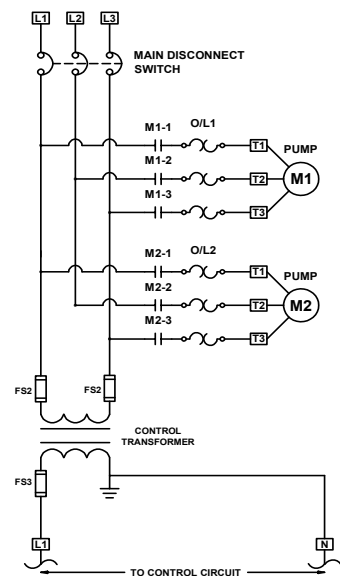 L1 L2 L3
MAIN DISCONNECT
SWITCH
M1-1 O/L1 T1 PUMP
M1-2 T2 M1
M1-3 T3
M2-1 O/L2 T1 PUMP
M2-2 T2 M2
M2-3 T3
FS2 FS2
CONTROL
TRANSFORMER
FS3
L1 N
TO CONTROL CIRCUIT